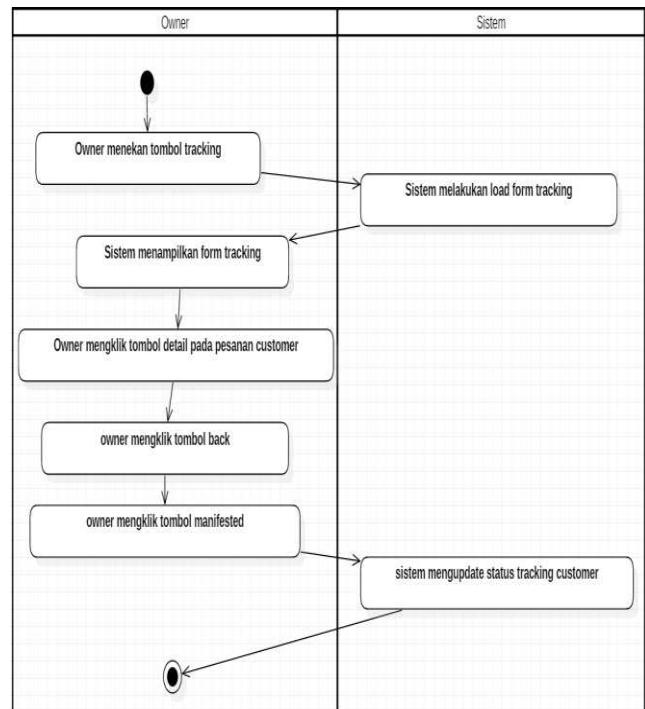 Owner
Sistem
Owner menekan tombol tracking
Sistem melakukan load form tracking
Sistem menampilkan form tracking
Owner mengklik tombol detail pada pesanan customer
owner mengklik tombol back
owner mengklik tombol manifested
sistem mengupdate status tracking customer